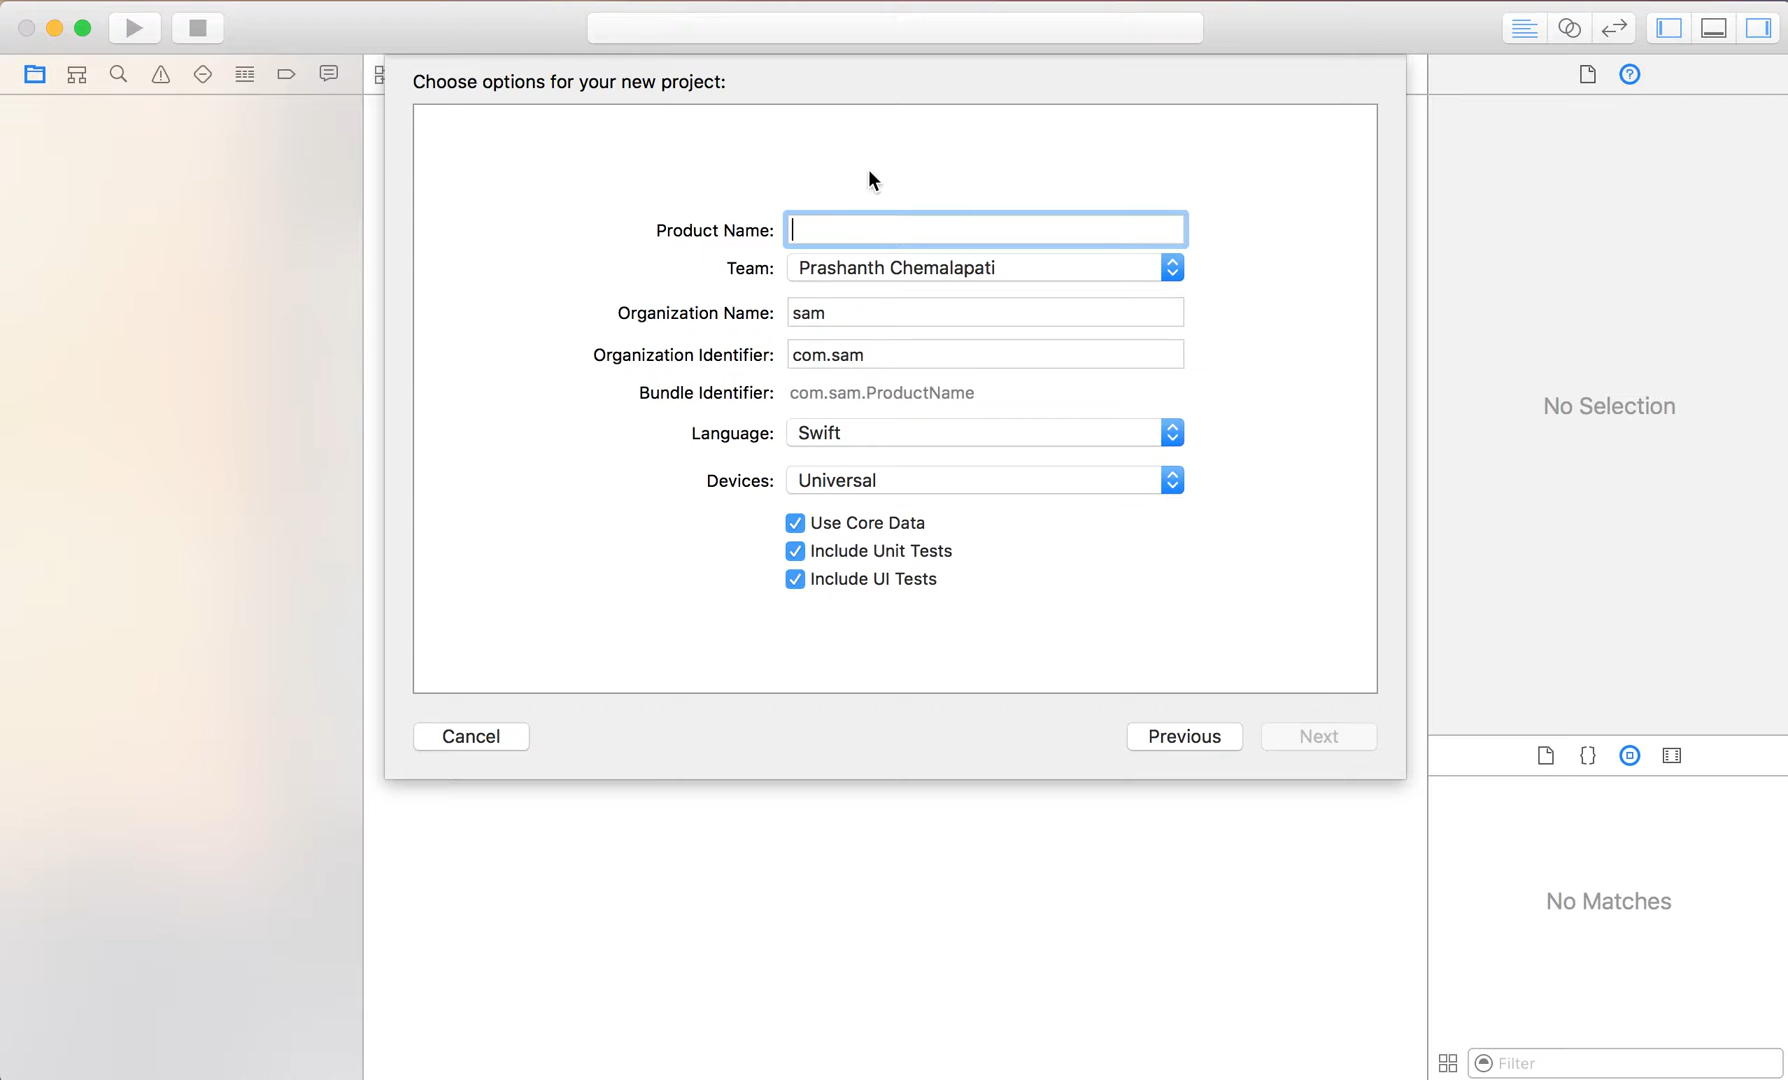 Choose options for your new project:
Product Name:
Team: Prashanth Chemalapati
Organization Name: sam
Organization Identifier: com.sam
Bundle Identifier: com.sam.ProductName
Language: Swift
Devices: Universal
Use Core Data
Include Unit Tests
Include UI Tests
Cancel
Previous
Next
No Selection
No Matches
Filter